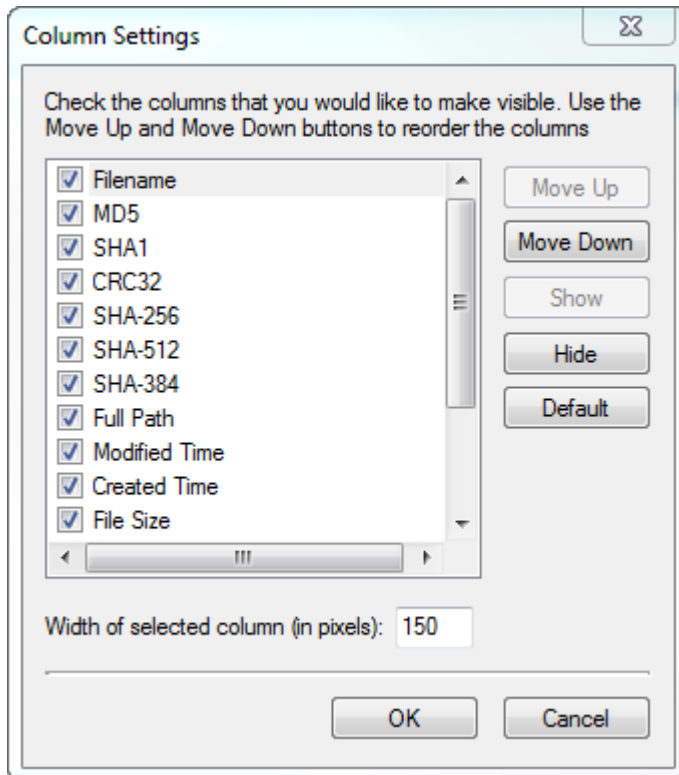 Column Settings
Check the columns that you would like to make visible. Use the
Move Up and Move Down buttons to reorder the columns
Filename
MD5
SHA1
CRC32
SHA-256
SHA-512
SHA-384
Full Path
Modified Time
Created Time
File Size
Move Up
Move Down
Show
Hide
Default
Width of selected column (in pixels): 150
OK
Cancel